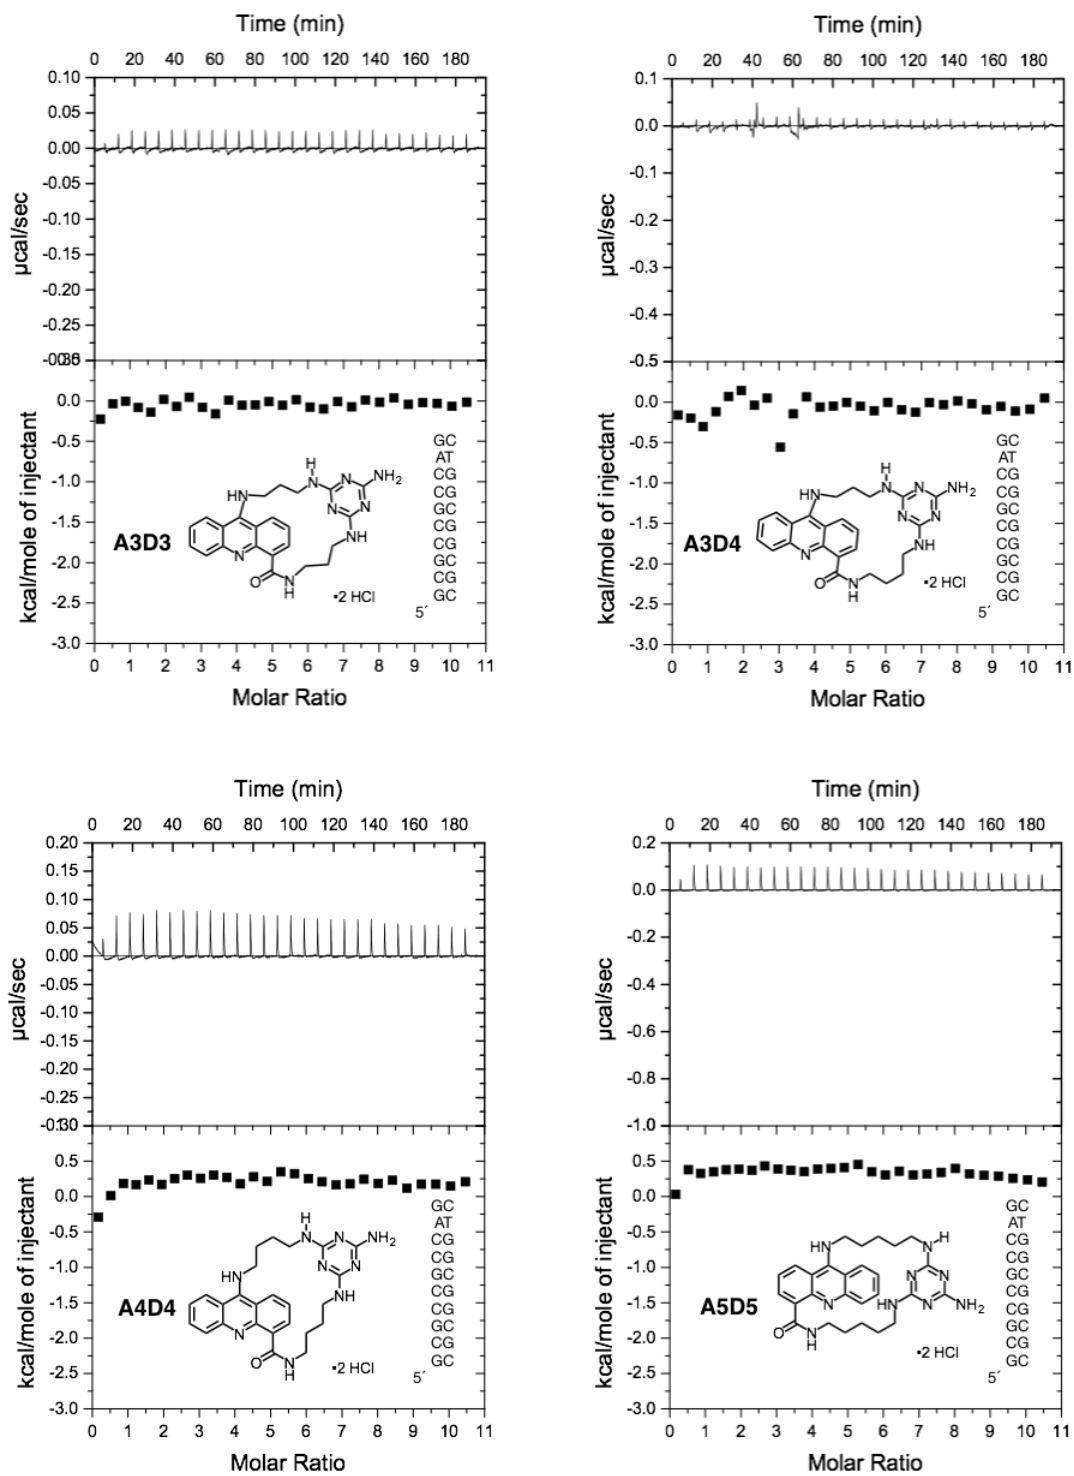 Time (min)
0 20 40 60 80 100 120 140 160 180
0.10
0.05
0.00
-0.05
-0.10
-0.15
-0.20
-0.25
µcal/sec
0.0
-0.5
-1.0
-1.5
-2.0
-2.5
-3.0
kcal/mole of injectant
GC
AT
CG
CG
GC
CG
CG
GC
CG
GC
5´
A3D3
H
N
HN
N
N
N
NH2
NH
N
O
N
H
•2 HCl
0 1 2 3 4 5 6 7 8 9 10 11
Molar Ratio
Time (min)
0 20 40 60 80 100 120 140 160 180
0.1
0.0
-0.1
-0.2
-0.3
-0.4
-0.5
µcal/sec
0.0
-0.5
-1.0
-1.5
-2.0
-2.5
-3.0
kcal/mole of injectant
GC
AT
CG
CG
GC
CG
CG
GC
CG
GC
5´
A3D4
H
N
HN
N
N
N
NH2
N
H
N
O
N
H
•2 HCl
0 1 2 3 4 5 6 7 8 9 10 11
Molar Ratio
Time (min)
0 20 40 60 80 100 120 140 160 180
0.20
0.15
0.10
0.05
0.00
-0.05
-0.10
-0.15
-0.20
-0.25
µcal/sec
0.5
0.0
-0.5
-1.0
-1.5
-2.0
-2.5
-3.0
kcal/mole of injectant
GC
AT
CG
CG
GC
CG
CG
GC
CG
GC
5´
A4D4
H
N
HN
N
N
N
NH2
NH
N
O
N
H
•2 HCl
0 1 2 3 4 5 6 7 8 9 10 11
Molar Ratio
Time (min)
0 20 40 60 80 100 120 140 160 180
0.2
0.0
-0.2
-0.4
-0.6
-0.8
-1.0
µcal/sec
0.5
0.0
-0.5
-1.0
-1.5
-2.0
-2.5
-3.0
kcal/mole of injectant
GC
AT
CG
CG
GC
CG
CG
GC
CG
GC
5´
A5D5
HN
N
H
N
N
N
NH2
HN
N
O
N
H
•2 HCl
0 1 2 3 4 5 6 7 8 9 10 11
Molar Ratio